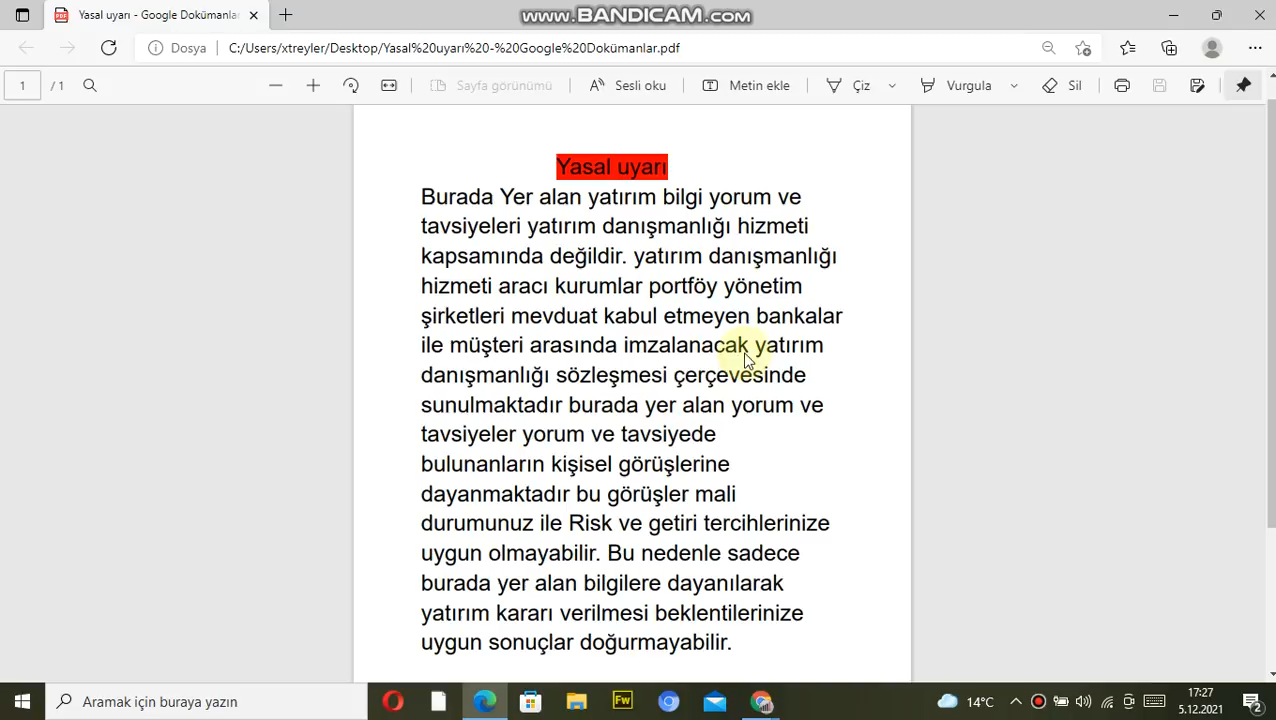 Yasal uyarı - Google Dokümanlar
www.BANDICAM.com
Dosya
C:/Users/xtreyler/Desktop/Yasal%20uyarı%20-%20Google%20Dokümanlar.pdf
1 / 1
Sayfa görünümü
Sesli oku
Metin ekle
Çiz
Vurgula
Sil
Yasal uyarı
Burada Yer alan yatırım bilgi yorum ve
tavsiyeleri yatırım danışmanlığı hizmeti
kapsamında değildir. yatırım danışmanlığı
hizmeti aracı kurumlar portföy yönetim
şirketleri mevduat kabul etmeyen bankalar
ile müşteri arasında imzalanacak yatırım
danışmanlığı sözleşmesi çerçevesinde
sunulmaktadır burada yer alan yorum ve
tavsiyeler yorum ve tavsiyede
bulunanların kişisel görüşlerine
dayanmaktadır bu görüşler mali
durumunuz ile Risk ve getiri tercihlerinize
uygun olmayabilir. Bu nedenle sadece
burada yer alan bilgilere dayanılarak
yatırım kararı verilmesi beklentilerinize
uygun sonuçlar doğurmayabilir.
Aramak için buraya yazın
Fw
14°C
17:27
5.12.2021
2